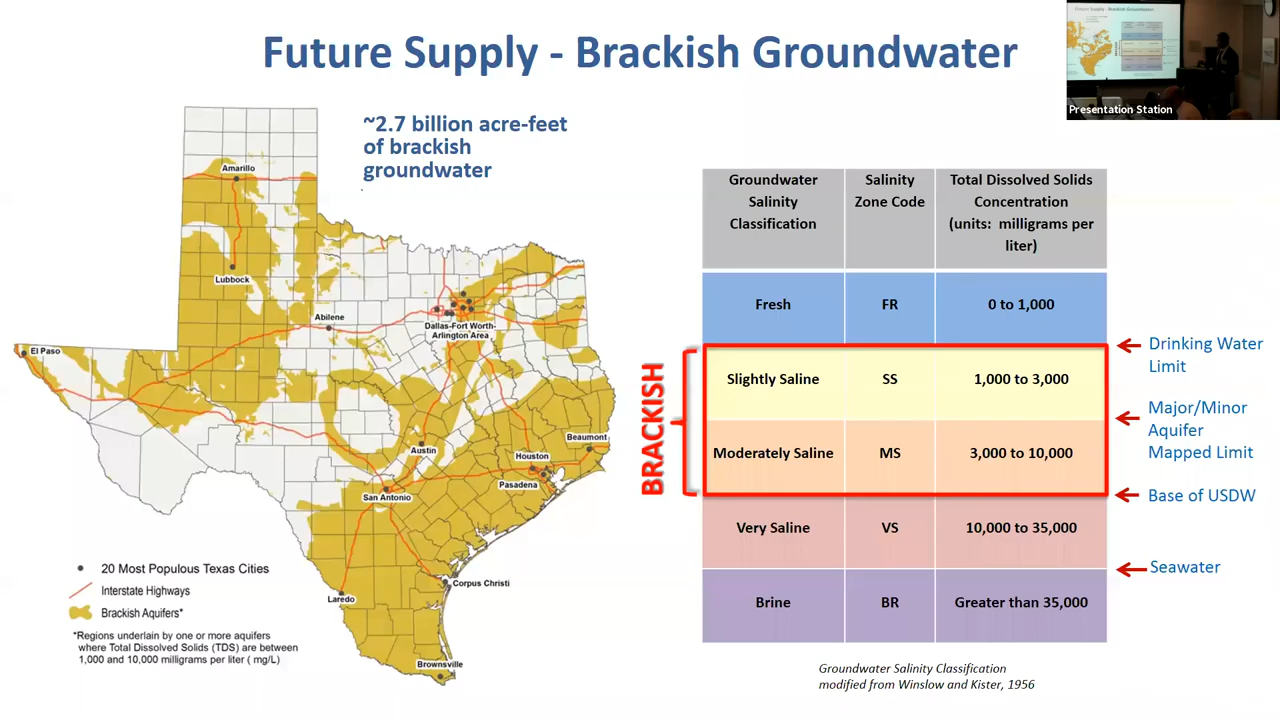 Future Supply - Brackish Groundwater
Presentation Station
~2.7 billion acre-feet
of brackish
groundwater
Amarillo
Lubbock
Abilene
Dallas-Fort Worth-
Arlington Area
El Paso
Austin
Houston
Beaumont
Pasadena
San Antonio
Corpus Christi
Laredo
Brownsville
20 Most Populous Texas Cities
Interstate Highways
Brackish Aquifers*
*Regions underlain by one or more aquifers
where Total Dissolved Solids (TDS) are between
1,000 and 10,000 milligrams per liter ( mg/L)
BRACKISH
Groundwater
Salinity
Classification
Salinity
Zone Code
Total Dissolved Solids
Concentration
(units: milligrams per
liter)
Fresh FR 0 to 1,000
Slightly Saline SS 1,000 to 3,000
Moderately Saline MS 3,000 to 10,000
Very Saline VS 10,000 to 35,000
Brine BR Greater than 35,000
Drinking Water
Limit
Major/Minor
Aquifer
Mapped Limit
Base of USDW
Seawater
Groundwater Salinity Classification
modified from Winslow and Kister, 1956